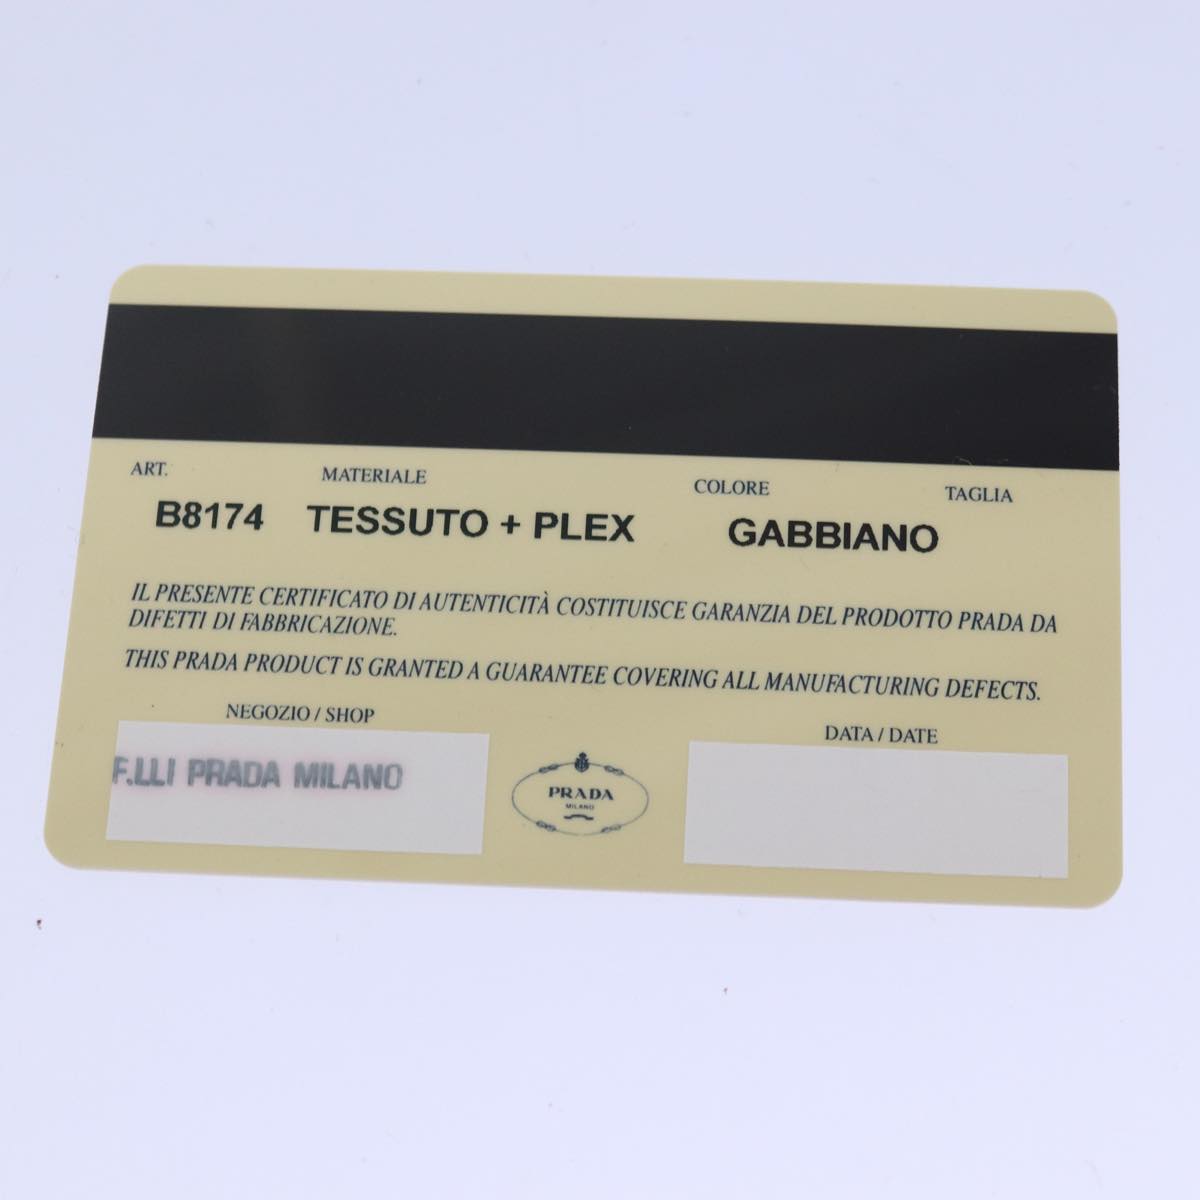 ART. MATERIALE COLORE TAGLIA
B8174 TESSUTO + PLEX GABBIANO
IL PRESENTE CERTIFICATO DI AUTENTICITÀ COSTITUISCE GARANZIA DEL PRODOTTO PRADA DA
DIFETTI DI FABBRICAZIONE.
THIS PRADA PRODUCT IS GRANTED A GUARANTEE COVERING ALL MANUFACTURING DEFECTS.
NEGOZIO / SHOP
DATA / DATE
F.LLI PRADA MILANO
PRADA
MILANO